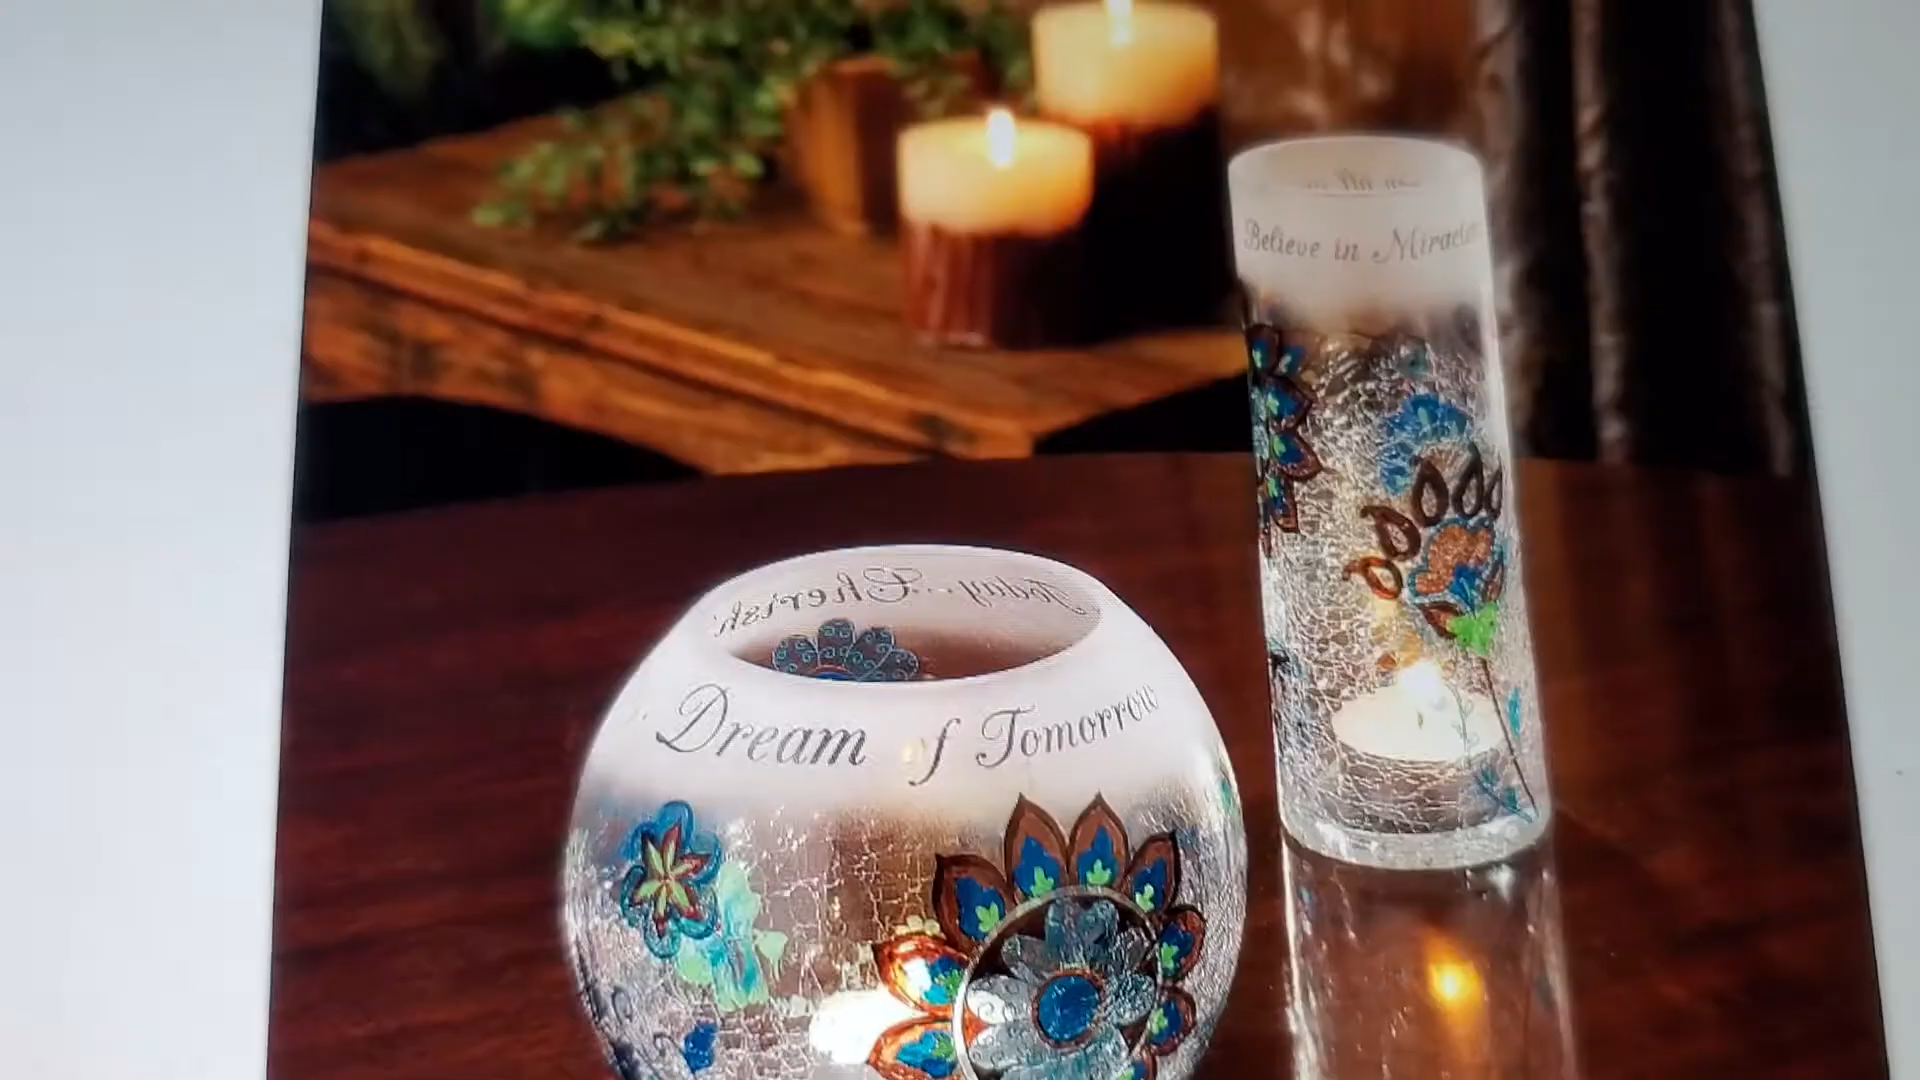 Believe in Miracles
Today...Cherish
Dream of Tomorrow